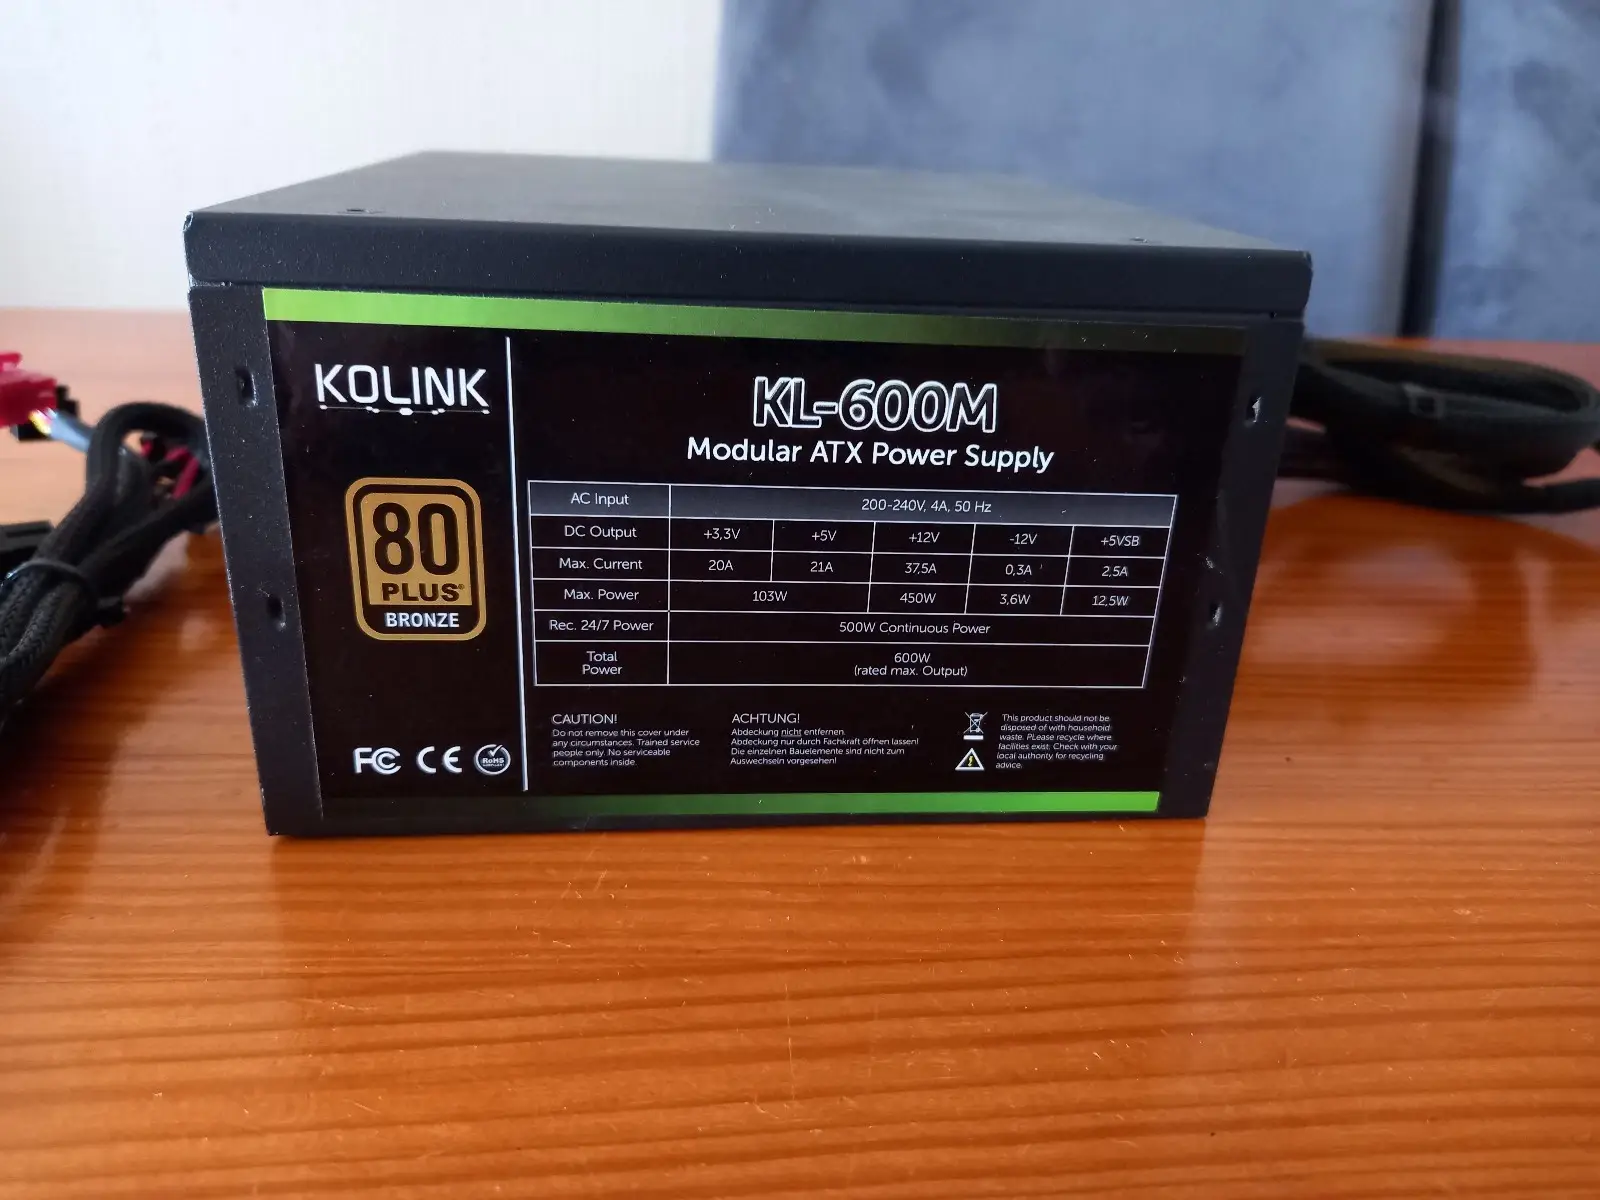 KOLINK
80
PLUS®
BRONZE
FC CE RoHS
KL-600M
Modular ATX Power Supply
AC Input 200-240V, 4A, 50 Hz
DC Output +3,3V +5V +12V -12V +5VSB
Max. Current 20A 21A 37,5A 0,3A 2,5A
Max. Power 103W 450W 3,6W 12,5W
Rec. 24/7 Power 500W Continuous Power
Total
Power
600W
(rated max. Output)
CAUTION!
Do not remove this cover under
any circumstances. Trained service
people only. No serviceable
components inside.
ACHTUNG!
Abdeckung nicht entfernen.
Abdeckung nur durch Fachkraft öffnen lassen!
Die einzelnen Bauelemente sind nicht zum
Auswechseln vorgesehen!
This product should not be
disposed of with household
waste. Please recycle where
facilities exist. Check with your
local authority for recycling
advice.